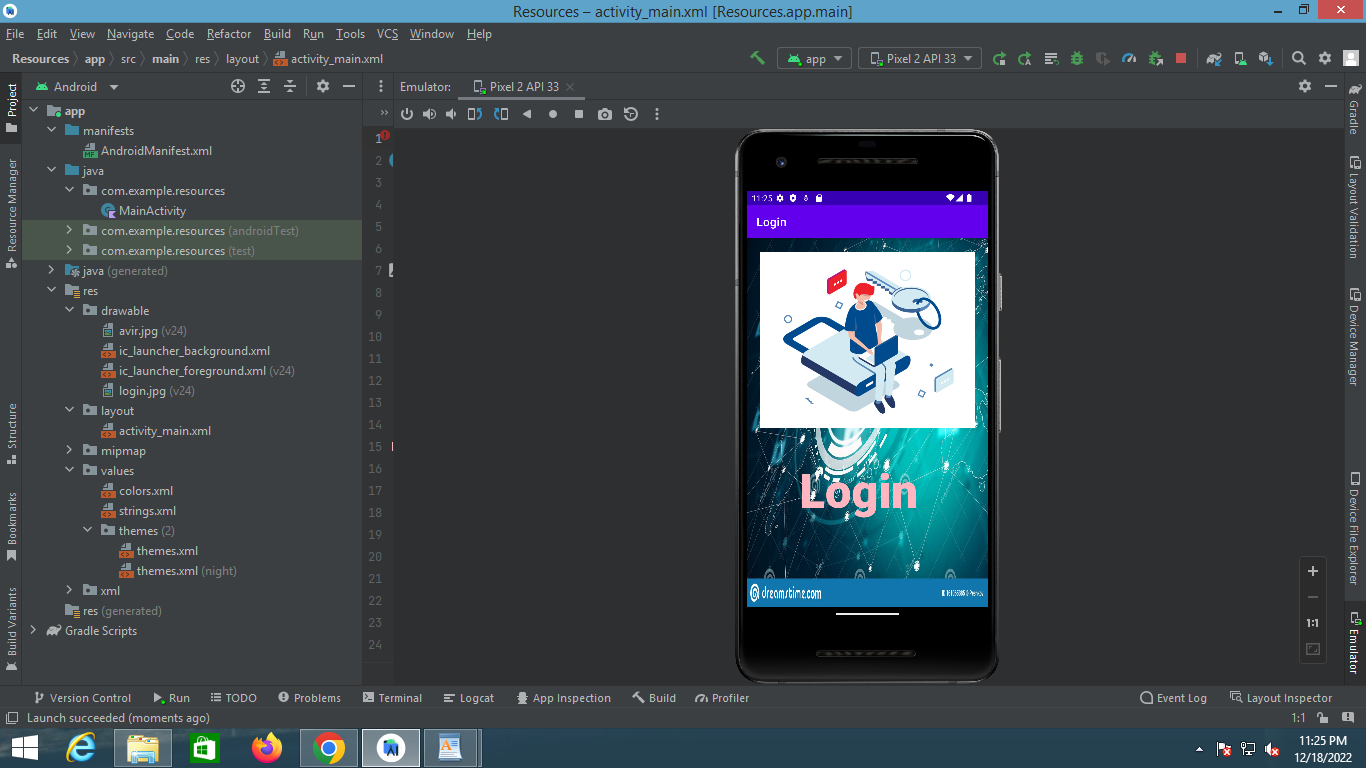 Resources – activity_main.xml [Resources.app.main]
File Edit View Navigate Code Refactor Build Run Tools VCS Window Help
Resources app src main res layout activity_main.xml
app Pixel 2 API 33
Android
Emulator: Pixel 2 API 33
Project
Resource Manager
Structure
Bookmarks
Build Variants
app
manifests
AndroidManifest.xml
java
com.example.resources
MainActivity
com.example.resources (androidTest)
com.example.resources (test)
java (generated)
res
drawable
avir.jpg (v24)
ic_launcher_background.xml
ic_launcher_foreground.xml (v24)
login.jpg (v24)
layout
activity_main.xml
mipmap
values
colors.xml
strings.xml
themes (2)
themes.xml
themes.xml (night)
xml
res (generated)
Gradle Scripts
1
2
3
4
5
6
7
8
9
10
11
12
13
14
15
16
17
18
19
20
21
22
23
24
11:25
Login
Login
dreamstime.com
1:1
Gradle
Layout Validation
Device Manager
Device File Explorer
Emulator
Version Control Run TODO Problems Terminal Logcat App Inspection Build Profiler Event Log Layout Inspector
Launch succeeded (moments ago) 1:1
11:25 PM
12/18/2022